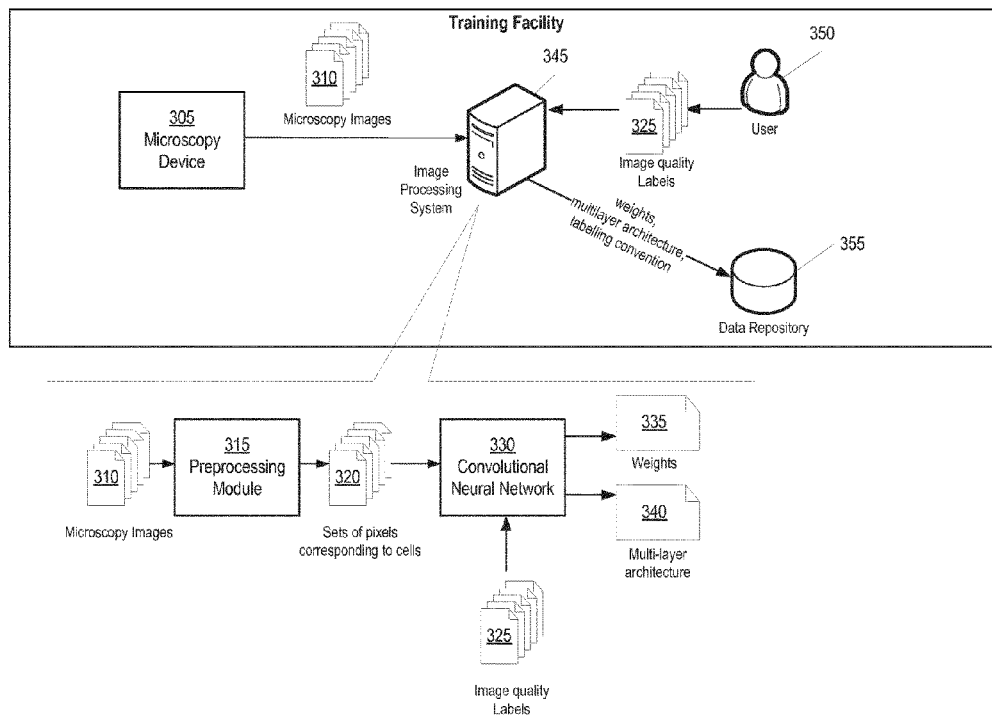 Training Facility
310
Microscopy Images
305
Microscopy
Device
345
Image
Processing
System
325
Image quality
Labels
350
User
weights,
multilayer architecture,
labelling convention
355
Data Repository
310
Microscopy Images
315
Preprocessing
Module
320
Sets of pixels
corresponding to cells
330
Convolutional
Neural Network
335
Weights
340
Multi-layer
architecture
325
Image quality
Labels